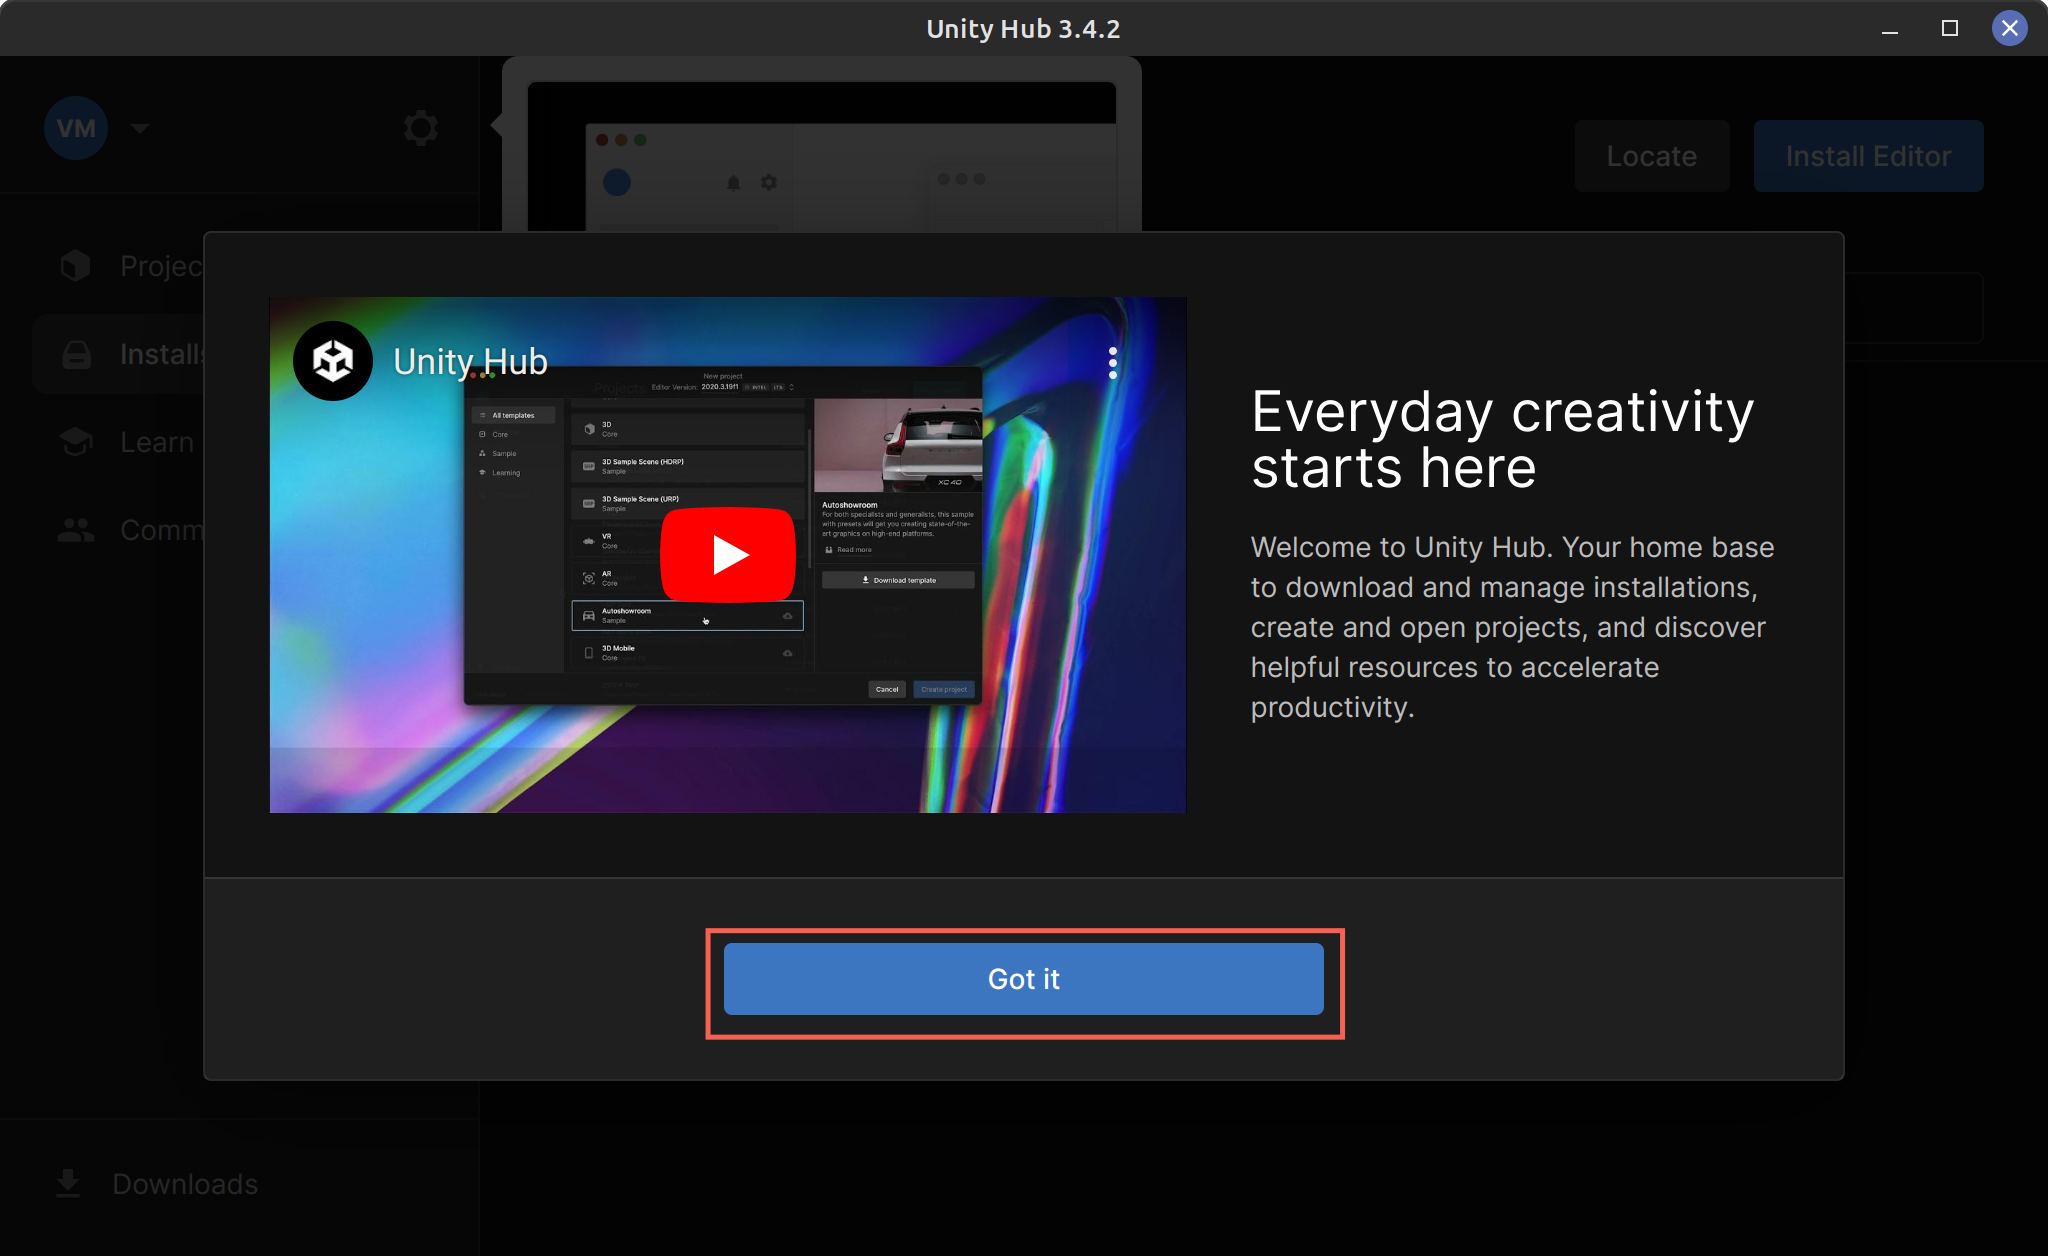 Unity Hub 3.4.2
VM
Locate
Install Editor
Projec
Installs
Learn
Comm
Downloads
Unity Hub
New project
Editor Version: 2020.3.19f1 INTEL LTS
All templates
Core
Sample
Learning
3D
Core
3D Sample Scene (HDRP)
Sample
3D Sample Scene (URP)
Sample
VR
Core
AR
Core
Autoshowroom
Sample
3D Mobile
Core
XC 40
Autoshowroom
For both specialists and generalists, this sample
with presets will get you creating state-of-the-
art graphics on high-end platforms.
Read more
Download template
Cancel
Create project
Everyday creativity
starts here
Welcome to Unity Hub. Your home base
to download and manage installations,
create and open projects, and discover
helpful resources to accelerate
productivity.
Got it